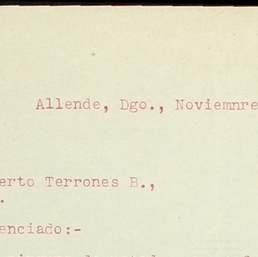 Allende, Dgo., Noviemnre
erto Terrones B.,
.
enciado:-